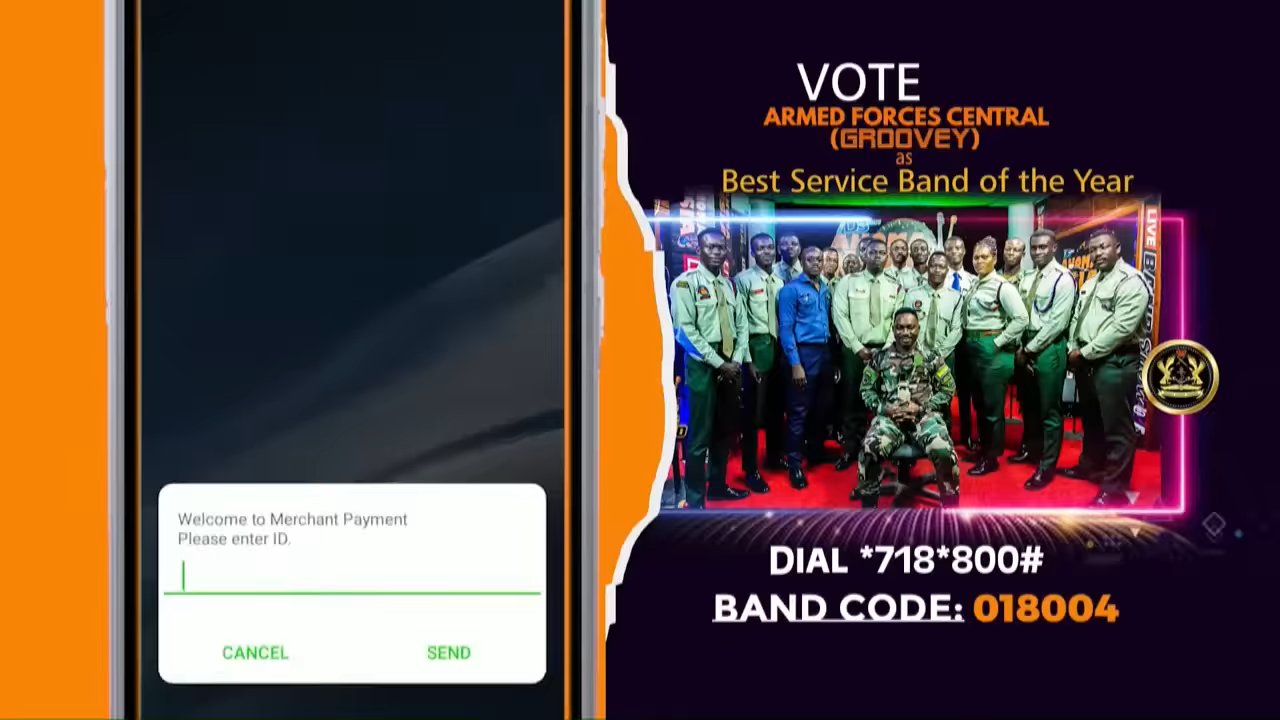 Welcome to Merchant Payment
Please enter ID.
CANCEL
SEND
VOTE
ARMED FORCES CENTRAL
(GROOVEY)
as
Best Service Band of the Year
LIVE
DIAL *718*800#
BAND CODE: 018004